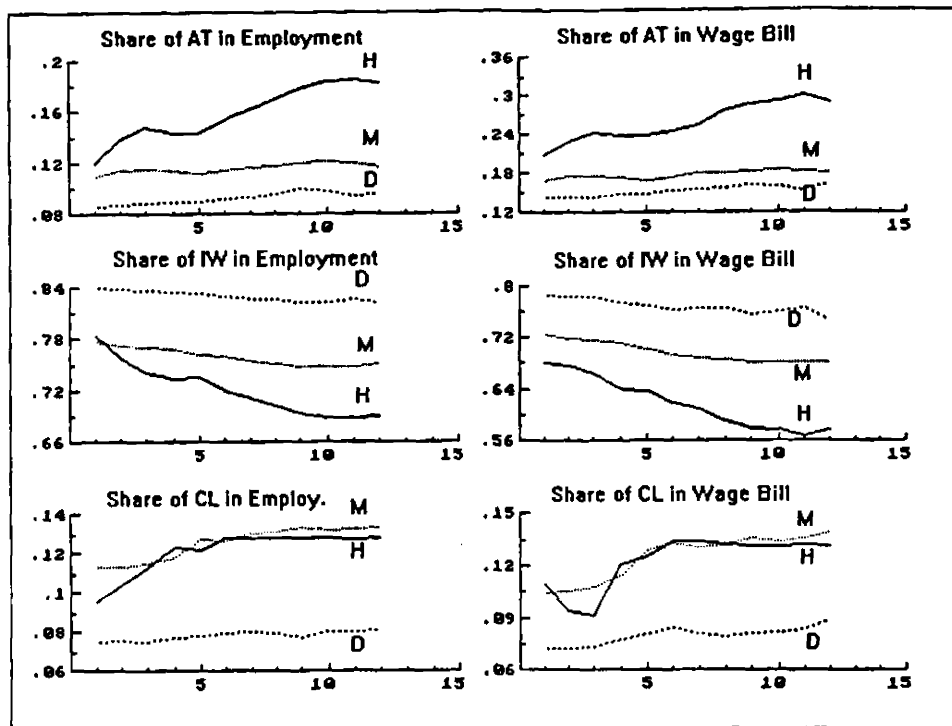 Share of AT in Employment
H
.2
.16
M
.12
D
.08
5
10
15
Share of AT in Wage Bill
.36
H
.3
.24
M
.18
D
.12
5
10
15
Share of IW in Employment
D
.84
.78
M
.72
H
.66
5
10
15
Share of IW in Wage Bill
.8
D
.72
M
.64
H
.56
5
10
15
Share of CL in Employ.
M
.14
H
.12
.1
.08
D
.06
5
10
15
Share of CL in Wage Bill
.15
M
H
.12
.09
D
.06
5
10
15